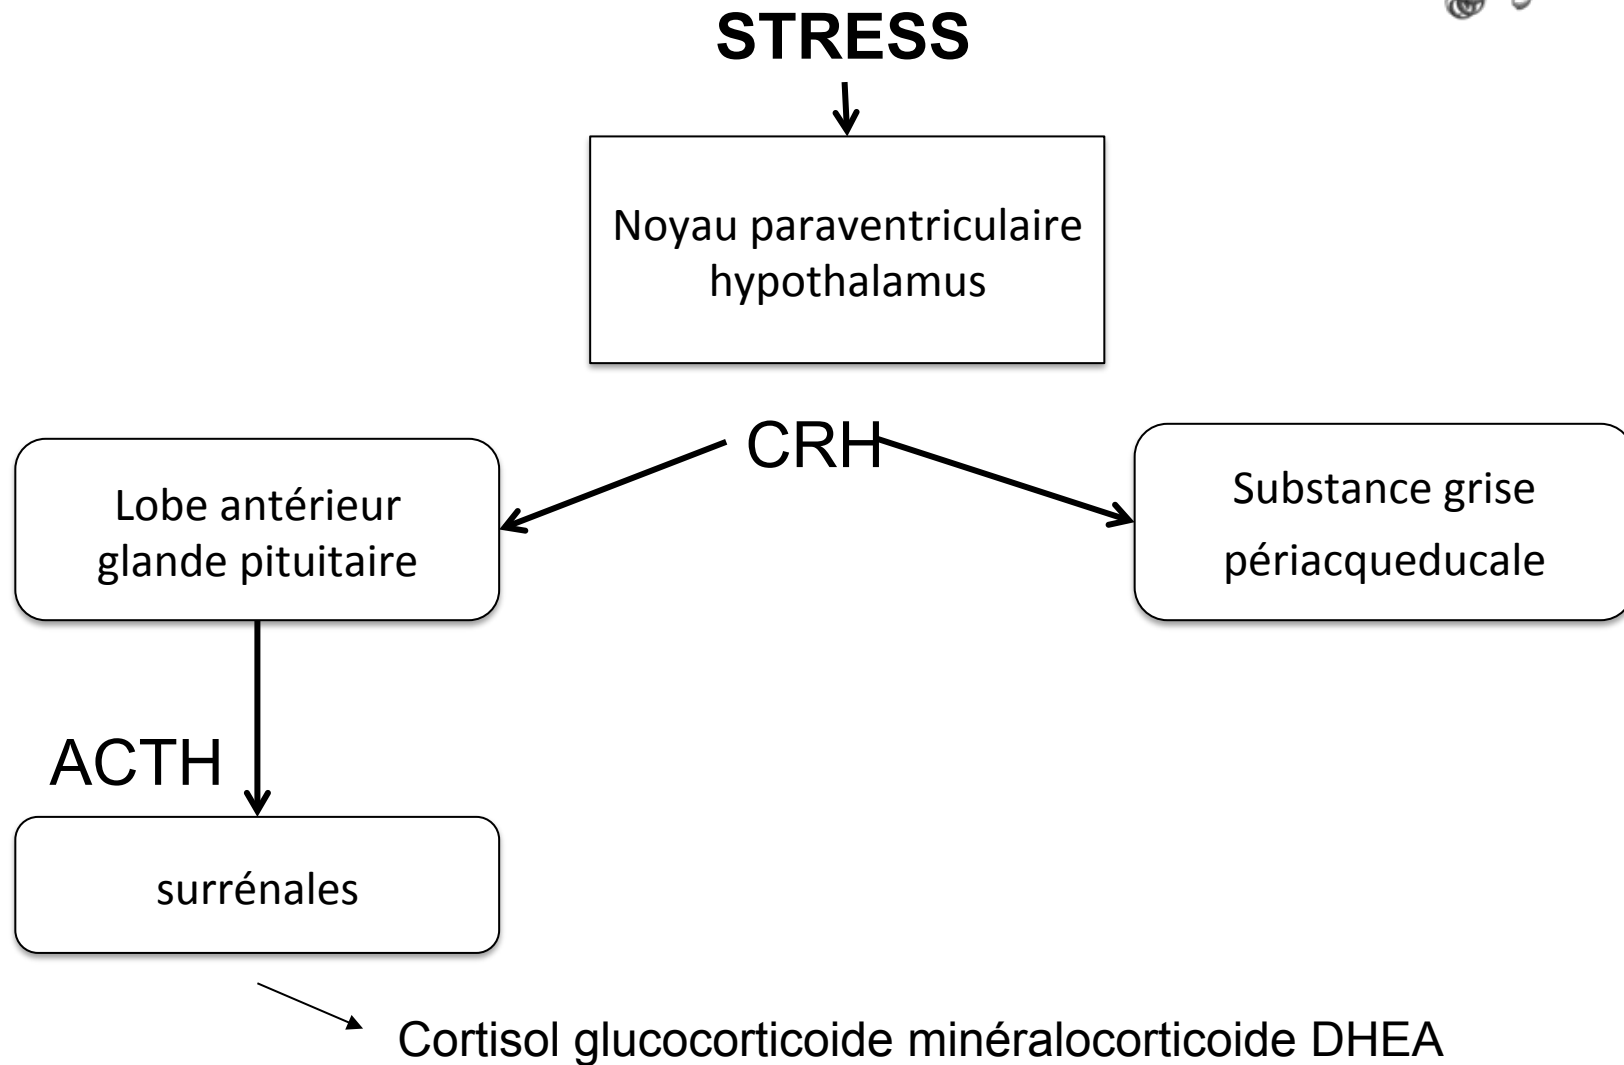 STRESS
Noyau paraventriculaire
hypothalamus
CRH
Lobe antérieur
glande pituitaire
Substance grise
périacqueducale
ACTH
surrénales
Cortisol glucocorticoide minéralocorticoide DHEA